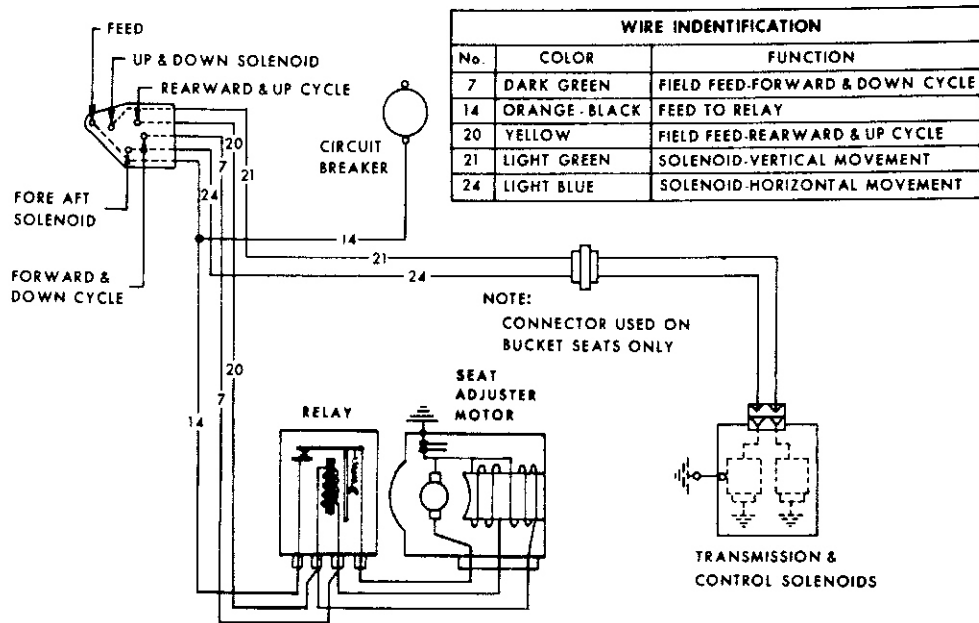 FEED
UP & DOWN SOLENOID
REARWARD & UP CYCLE
20
7
21
24
FORE AFT
SOLENOID
FORWARD &
DOWN CYCLE
CIRCUIT
BREAKER
WIRE INDENTIFICATION
No. COLOR FUNCTION
7 DARK GREEN FIELD FEED-FORWARD & DOWN CYCLE
14 ORANGE-BLACK FEED TO RELAY
20 YELLOW FIELD FEED-REARWARD & UP CYCLE
21 LIGHT GREEN SOLENOID-VERTICAL MOVEMENT
24 LIGHT BLUE SOLENOID-HORIZONTAL MOVEMENT
14
21
24
NOTE:
CONNECTOR USED ON
BUCKET SEATS ONLY
20
7
14
RELAY
SEAT
ADJUSTER
MOTOR
TRANSMISSION &
CONTROL SOLENOIDS